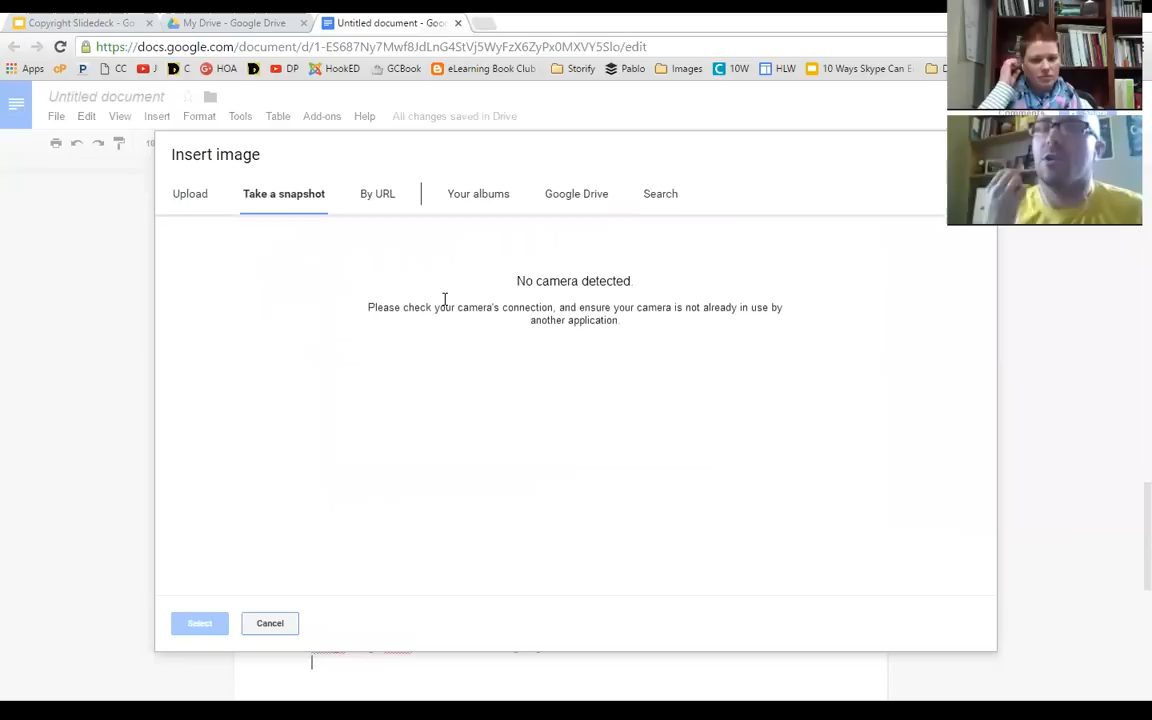 Copyright Slidedeck - Go
My Drive - Google Drive
Untitled document - Goo
https://docs.google.com/document/d/1-ES687Ny7Mwf8JdLnG4StVj5WyFzX6ZyPx0MXVY5Slo/edit
Apps CC J C HOA DP HookED GCBook eLearning Book Club Storify Pablo Images 10W HLW 10 Ways Skype Can E
Untitled document
File Edit View Insert Format Tools Table Add-ons Help All changes saved in Drive
Comments
Insert image
Upload Take a snapshot By URL Your albums Google Drive Search
No camera detected.
Please check your camera's connection, and ensure your camera is not already in use by
another application.
Select Cancel